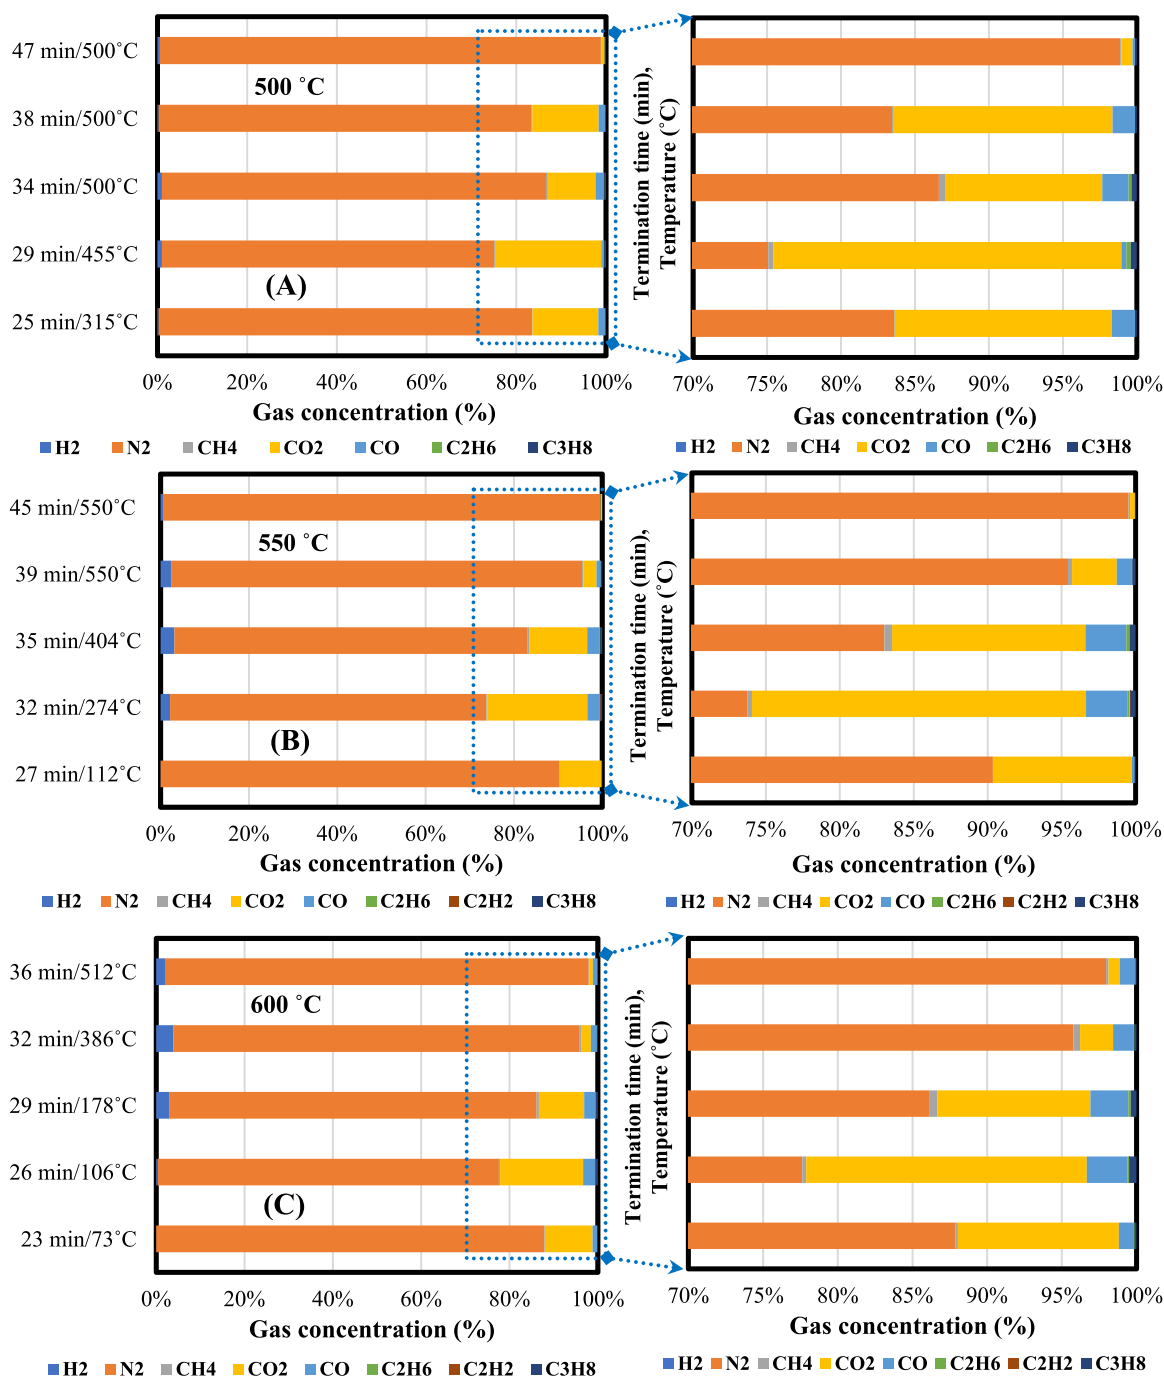 47 min/500˚C
500 ˚C
38 min/500˚C
34 min/500˚C
29 min/455˚C
(A)
25 min/315˚C
0% 20% 40% 60% 80% 100%
Gas concentration (%)
H2 N2 CH4 CO2 CO C2H6 C3H8
Termination time (min),
Temperature (˚C)
70% 75% 80% 85% 90% 95% 100%
Gas concentration (%)
H2 N2 CH4 CO2 CO C2H6 C3H8
45 min/550˚C
550 ˚C
39 min/550˚C
35 min/404˚C
32 min/274˚C
(B)
27 min/112˚C
0% 20% 40% 60% 80% 100%
Gas concentration (%)
H2 N2 CH4 CO2 CO C2H6 C2H2 C3H8
Termination time (min),
Temperature (˚C)
70% 75% 80% 85% 90% 95% 100%
Gas concentration (%)
H2 N2 CH4 CO2 CO C2H6 C2H2 C3H8
36 min/512˚C
600 ˚C
32 min/386˚C
29 min/178˚C
26 min/106˚C
(C)
23 min/73˚C
0% 20% 40% 60% 80% 100%
Gas concentration (%)
H2 N2 CH4 CO2 CO C2H6 C2H2 C3H8
Termination time (min),
Temperature (˚C)
70% 75% 80% 85% 90% 95% 100%
Gas concentration (%)
H2 N2 CH4 CO2 CO C2H6 C2H2 C3H8